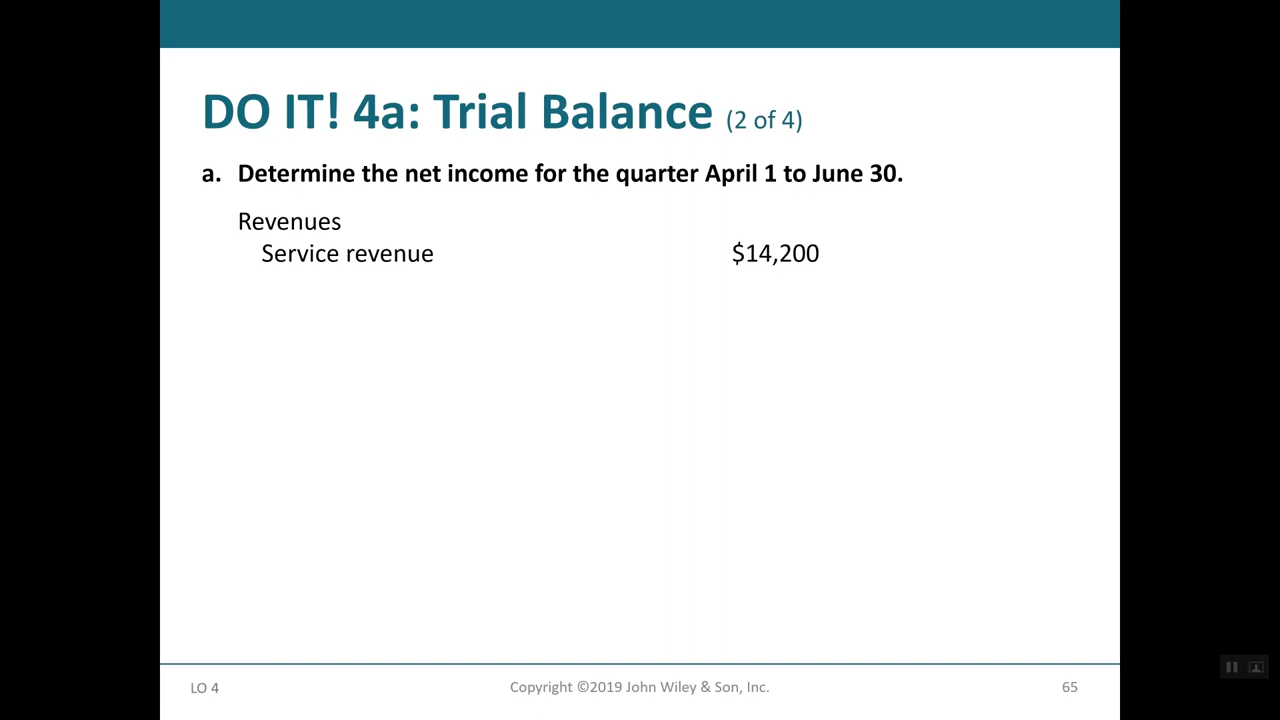 DO IT! 4a: Trial Balance (2 of 4)
a. Determine the net income for the quarter April 1 to June 30.
Revenues
Service revenue $14,200
LO 4 Copyright ©2019 John Wiley & Son, Inc. 65